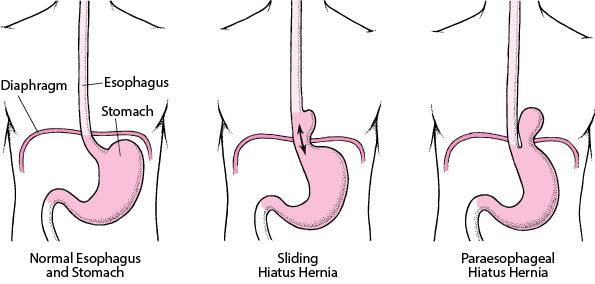 Diaphragm
Esophagus
Stomach
Normal Esophagus
and Stomach
Sliding
Hiatus Hernia
Paraesophageal
Hiatus Hernia